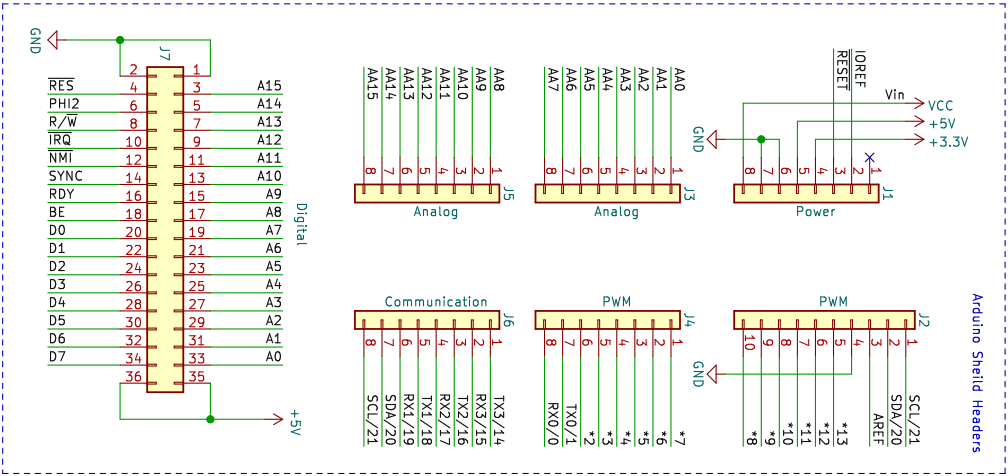 GND
J7
2 1
RES 4 3 A15
PHI2 6 5 A14
R/W 8 7 A13
IRQ 10 9 A12
NMI 12 11 A11
SYNC 14 13 A10
RDY 16 15 A9
BE 18 17 A8
D0 20 19 A7
D1 22 21 A6
D2 24 23 A5
D3 26 25 A4
D4 28 27 A3
D5 30 29 A2
D6 32 31 A1
D7 34 33 A0
36 35
+5V
Digital
AA15 AA14 AA13 AA12 AA11 AA10 AA9 AA8
8 7 6 5 4 3 2 1
J5
Analog
AA7 AA6 AA5 AA4 AA3 AA2 AA1 AA0
8 7 6 5 4 3 2 1
J3
Analog
RESET IOREF
Vin
VCC
+5V
+3.3V
GND
8 7 6 5 4 3 2 1
J1
Power
Communication
J6
8 7 6 5 4 3 2 1
SCL/21 SDA/20 RX1/19 TX1/18 RX2/17 TX2/16 RX3/15 TX3/14
PWM
J4
8 7 6 5 4 3 2 1
RX0/0 TX0/1 *2 *3 *4 *5 *6 *7
PWM
J2
10 9 8 7 6 5 4 3 2 1
GND
*8 *9 *10 *11 *12 *13 AREF SDA/20 SCL/21
Arduino Sheild Headers